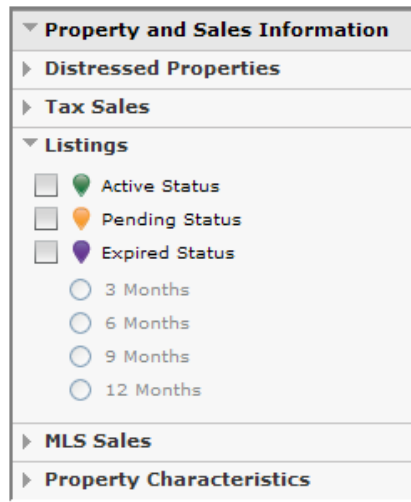 Property and Sales Information
Distressed Properties
Tax Sales
Listings
Active Status
Pending Status
Expired Status
3 Months
6 Months
9 Months
12 Months
MLS Sales
Property Characteristics